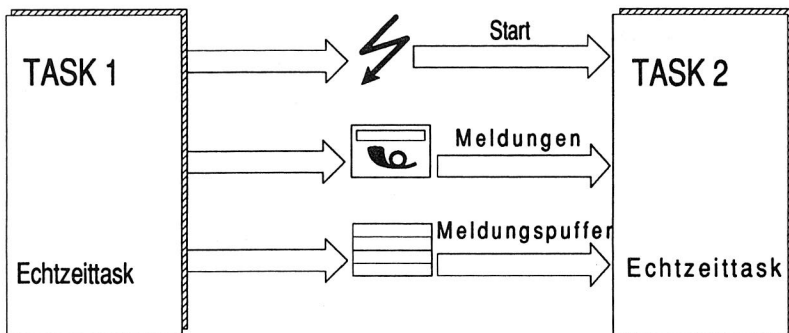 TASK 1
Start
TASK 2
Meldungen
Meldungspuffer
Echtzeittask
Echtzeittask